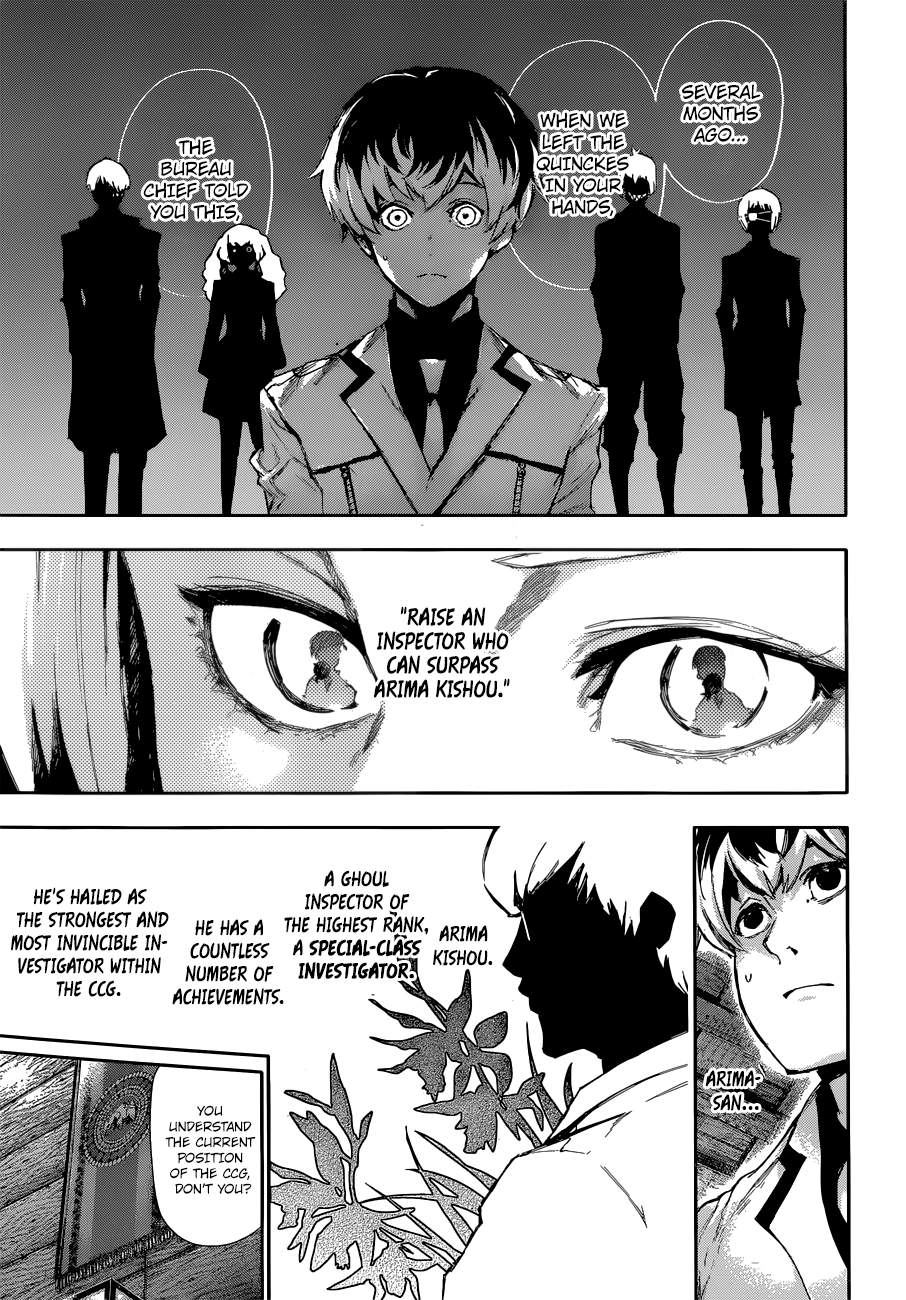 SEVERAL
MONTHS
AGO...
WHEN WE
LEFT THE
QUINCKES
IN YOUR
HANDS,
THE
BUREAU
CHIEF TOLD
YOU THIS,
"RAISE AN
INSPECTOR WHO
CAN SURPASS
ARIMA KISHOU."
ARIMA-
SAN...
ARIMA
KISHOU.
A GHOUL
INSPECTOR OF
THE HIGHEST RANK,
A SPECIAL-CLASS
INVESTIGATOR.
HE HAS A
COUNTLESS
NUMBER OF
ACHIEVEMENTS.
HE'S HAILED AS
THE STRONGEST AND
MOST INVINCIBLE IN-
VESTIGATOR WITHIN
THE CCG.
YOU
UNDERSTAND
THE CURRENT
POSITION
OF THE CCG,
DON'T YOU?